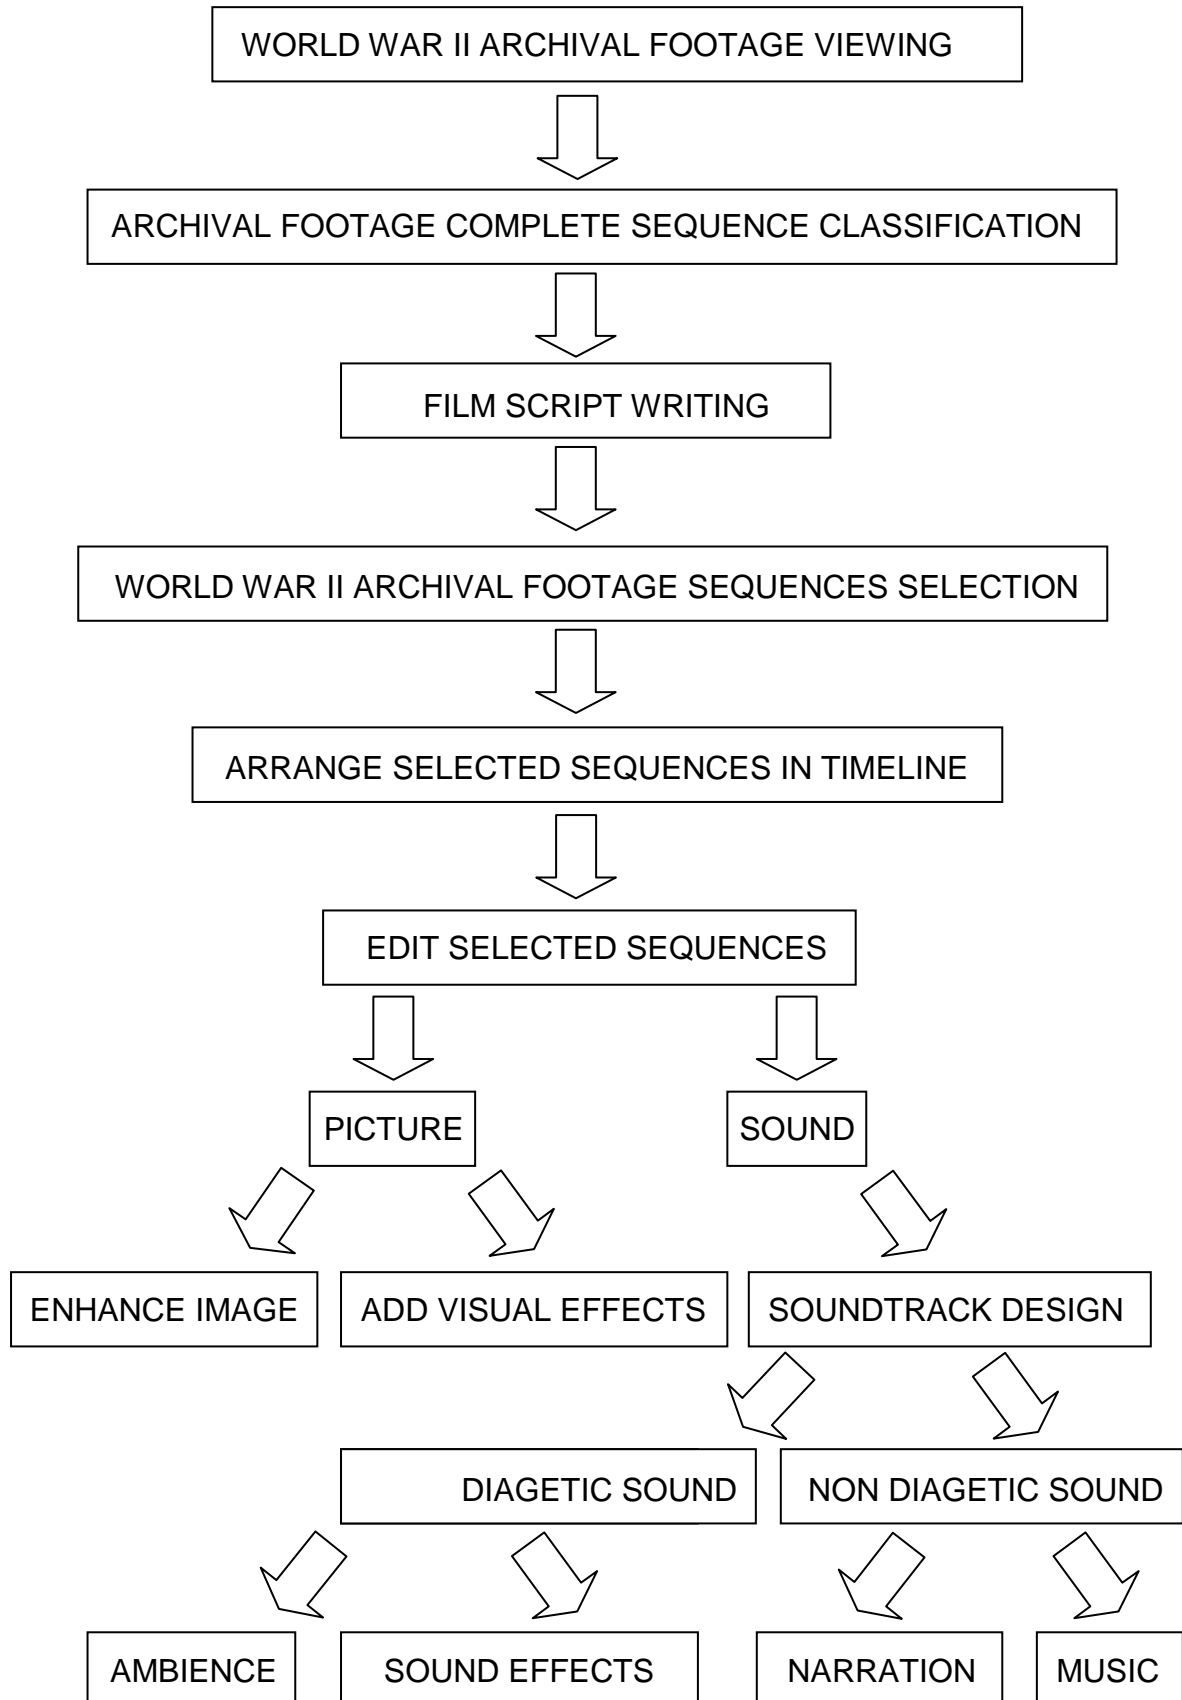 WORLD WAR II ARCHIVAL FOOTAGE VIEWING
ARCHIVAL FOOTAGE COMPLETE SEQUENCE CLASSIFICATION
FILM SCRIPT WRITING
WORLD WAR II ARCHIVAL FOOTAGE SEQUENCES SELECTION
ARRANGE SELECTED SEQUENCES IN TIMELINE
EDIT SELECTED SEQUENCES
PICTURE
SOUND
ENHANCE IMAGE
ADD VISUAL EFFECTS
SOUNDTRACK DESIGN
DIAGETIC SOUND
NON DIAGETIC SOUND
AMBIENCE
SOUND EFFECTS
NARRATION
MUSIC